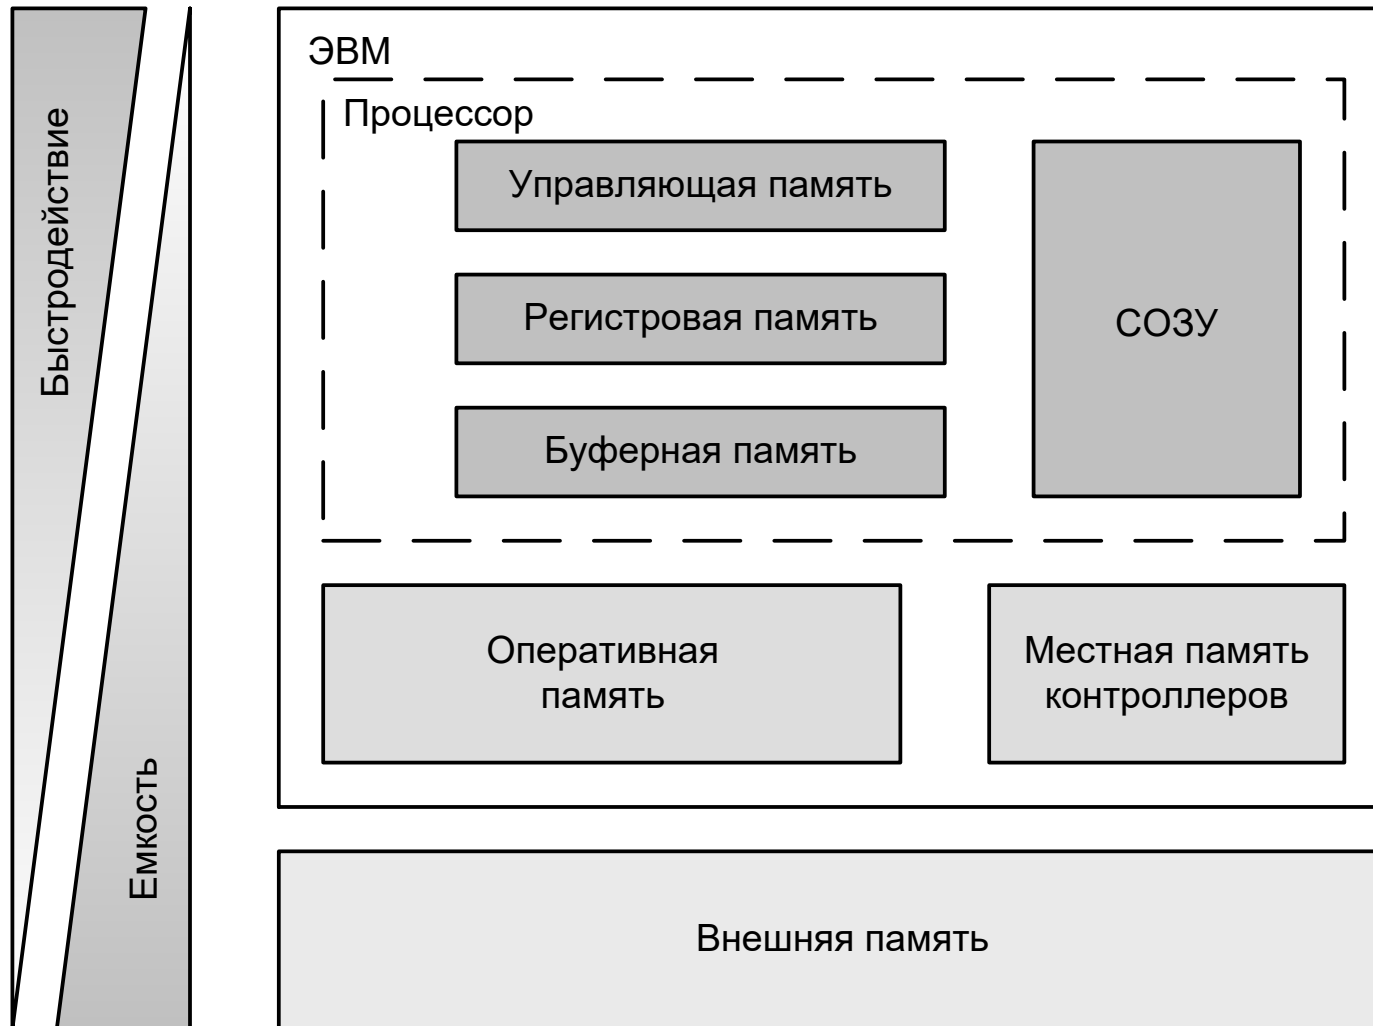 ЭВМ
Процессор
Быстродействие
Управляющая память
Регистровая память
СОЗУ
Буферная память
Оперативная
память
Местная память
контроллеров
Емкость
Внешняя память